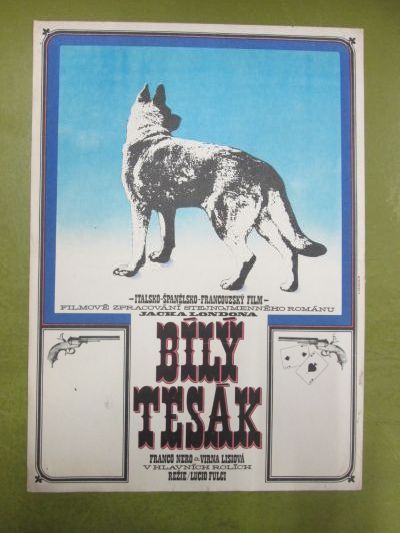 -ITALSKO-ŠPANĚLSKO-FRANCOUZSKÝ FILM-
FILMOVÉ ZPRACOVÁNÍ STEJNOJMENNÉHO ROMÁNU
JACKA LONDONA
BÍLÝ
TESÁK
FRANCO NERO a VIRNA LISIOVÁ
V HLAVNÍCH ROLÍCH
REŽIE/LUCIO FULCI